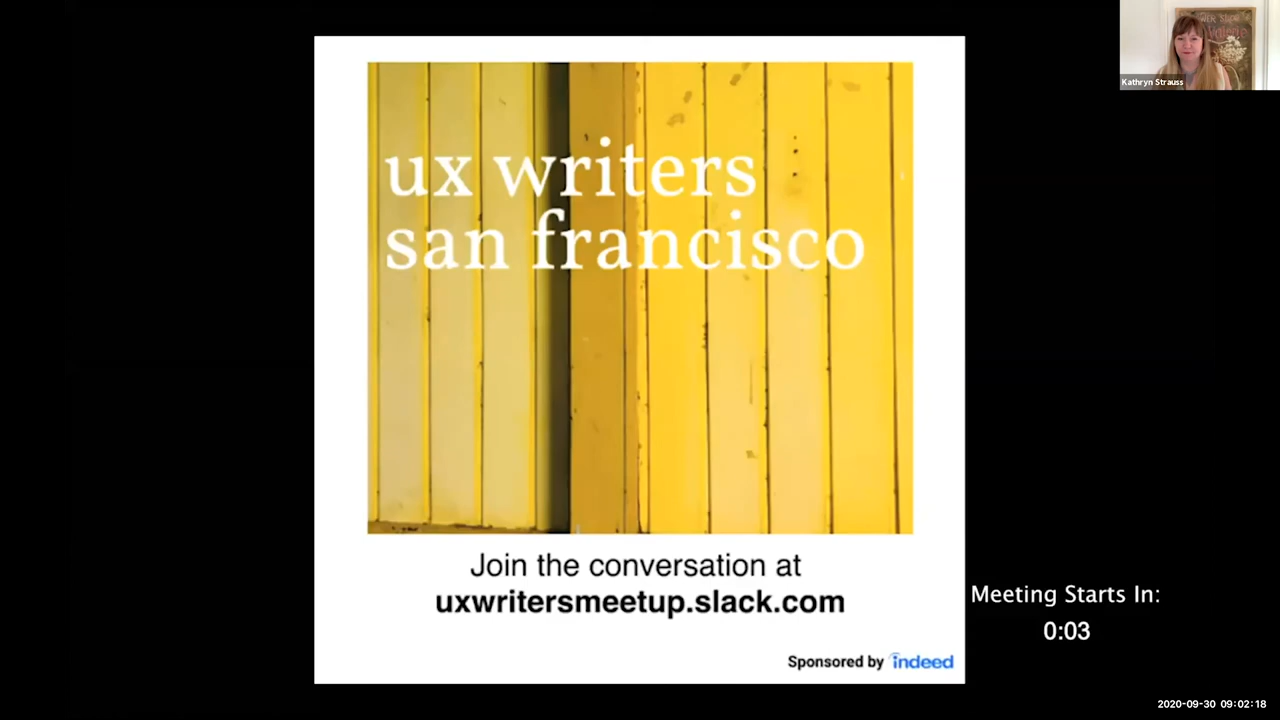 ux writers
san francisco
Join the conversation at
uxwritersmeetup.slack.com
Sponsored by indeed
Meeting Starts In:
0:03
Kathryn Strauss
2020-09-30 09:02:18